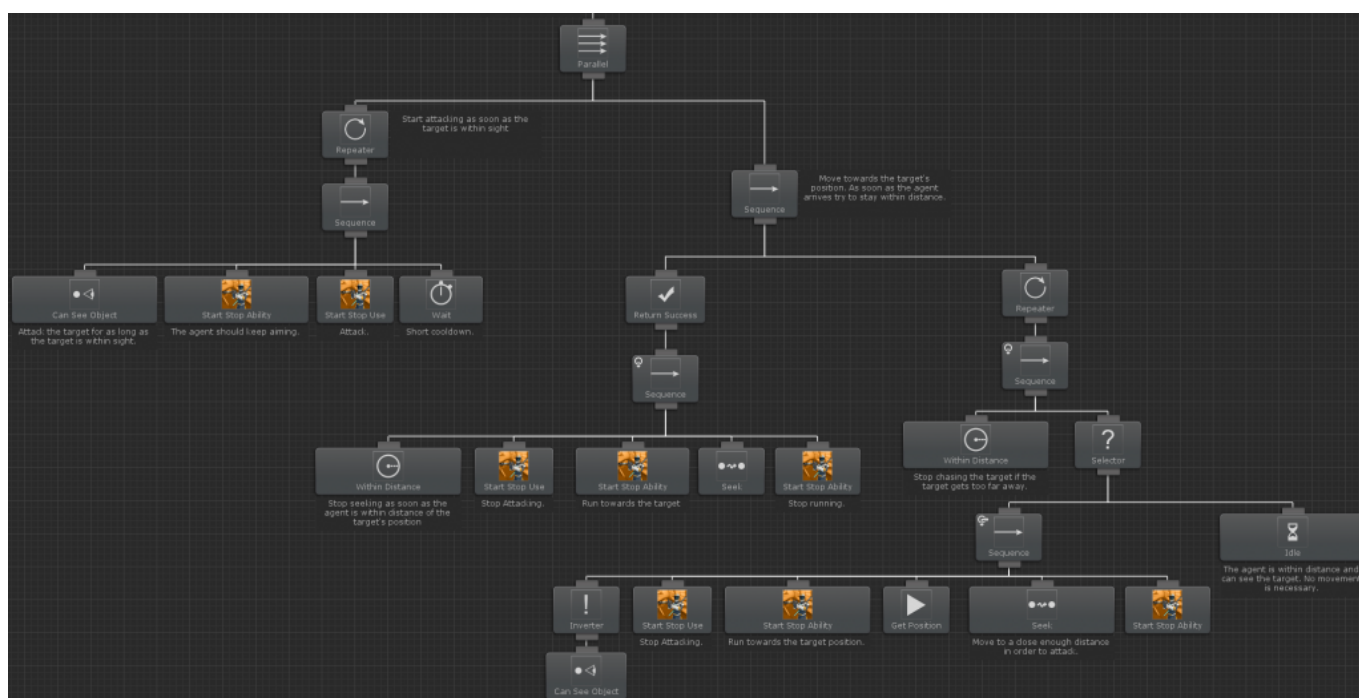 Parallel
Repeater
Start attacking as soon as the
target is within sight
Sequence
Move towards the target's
position. As soon as the agent
arrives try to stay within distance.
Sequence
Can See Object
Attack the target for as long as
the target is within sight.
Start Stop Ability
The agent should keep aiming.
Start Stop Use
Attack.
Wait
Short cooldown.
Return Success
Repeater
Sequence
Sequence
Within Distance
Stop seeking as soon as the
agent is within distance of the
target's position
Start Stop Use
Stop Attacking.
Start Stop Ability
Run towards the target
Seek
Start Stop Ability
Stop running.
Within Distance
Stop chasing the target if the
target gets too far away.
Selector
Sequence
Idle
The agent is within distance and
can see the target. No movement
is necessary.
Inverter
Start Stop Use
Stop Attacking.
Start Stop Ability
Run towards the target position.
Get Position
Seek
Move to a close enough distance
in order to attack.
Start Stop Ability
Can See Object